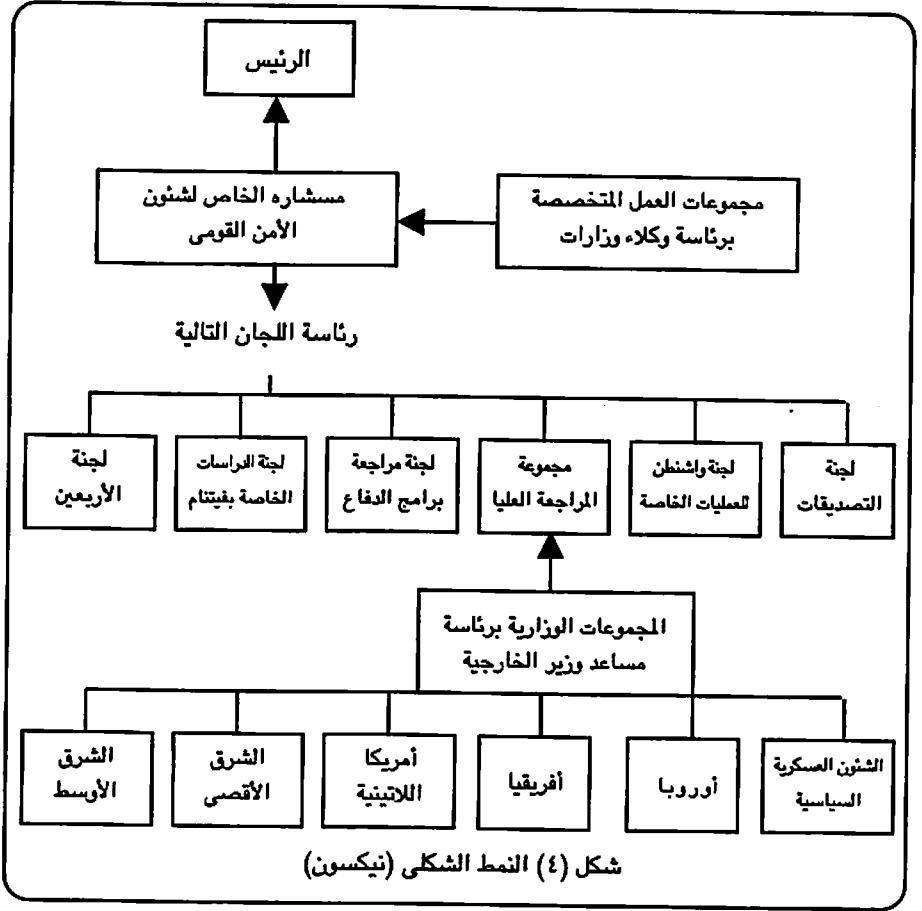 الرئيس
مجموعات العمل المتخصصة
برئاسة وكلاء وزارات
مسشاره الخاص لشئون
الأمن القومى
رئاسة اللجان التالية
لجنة
التصديقات
لجنة واشنطن
للعمليات الخاصة
مجموعة
المراجعة العليا
لجنة مراجعة
برامج الدفاع
لجنة الدراسات
الخاصة بفيتنام
لجنة
الأربعين
المجموعات الوزارية برئاسة
مساعد وزير الخارجية
الشئون العسكرية
السياسية
أوروبا
أفريقيا
أمريكا
اللاتينية
الشرق
الأقصى
الشرق
الأوسط
شكل (٤) النمط الشكلى (نيكسون)